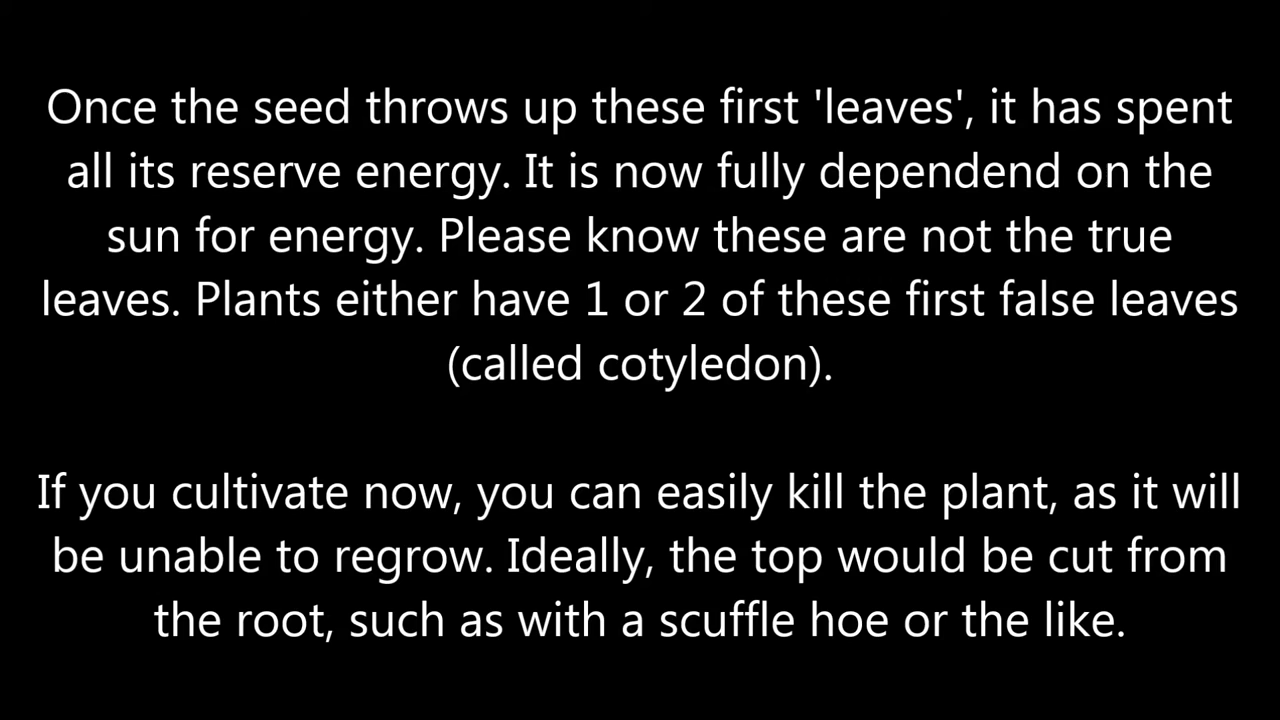 Once the seed throws up these first 'leaves', it has spent
all its reserve energy. It is now fully dependend on the
sun for energy. Please know these are not the true
leaves. Plants either have 1 or 2 of these first false leaves
(called cotyledon).
If you cultivate now, you can easily kill the plant, as it will
be unable to regrow. Ideally, the top would be cut from
the root, such as with a scuffle hoe or the like.